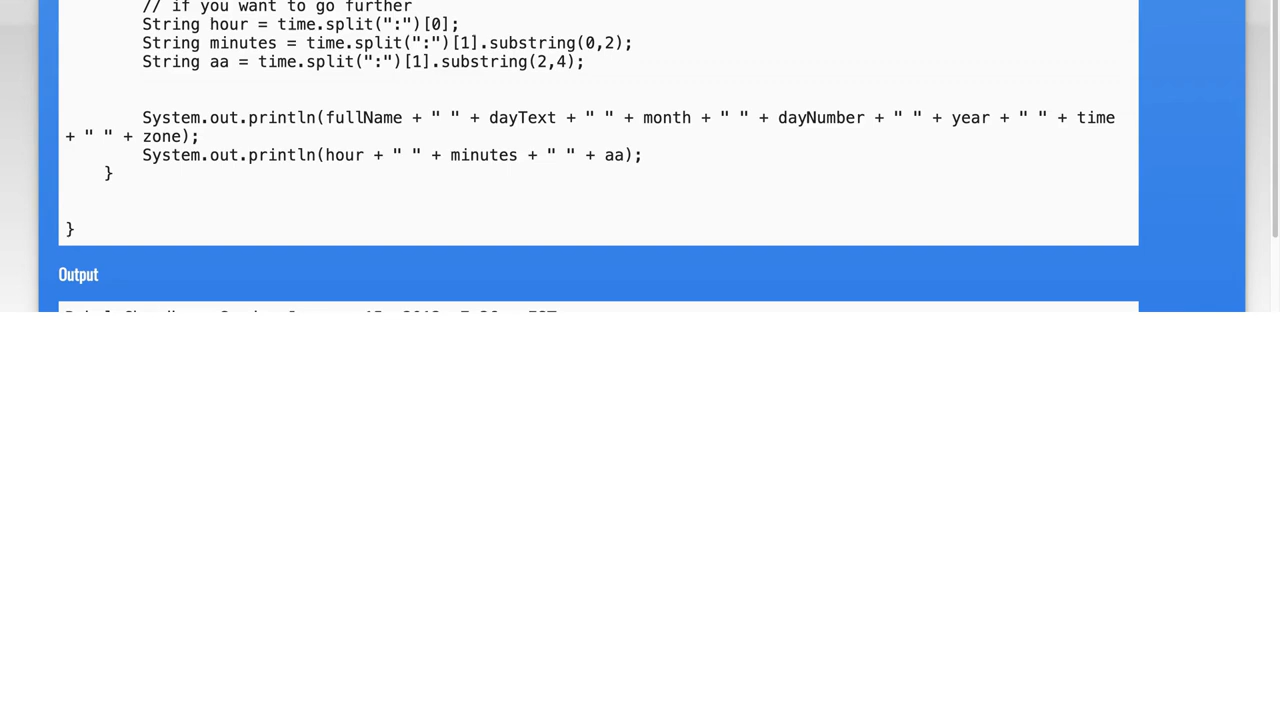 // if you want to go further
String hour = time.split(":")[0];
String minutes = time.split(":")[1].substring(0,2);
String aa = time.split(":")[1].substring(2,4);
System.out.println(fullName + " " + dayText + " " + month + " " + dayNumber + " " + year + " " + time
+ " " + zone);
System.out.println(hour + " " + minutes + " " + aa);
}
}
Output